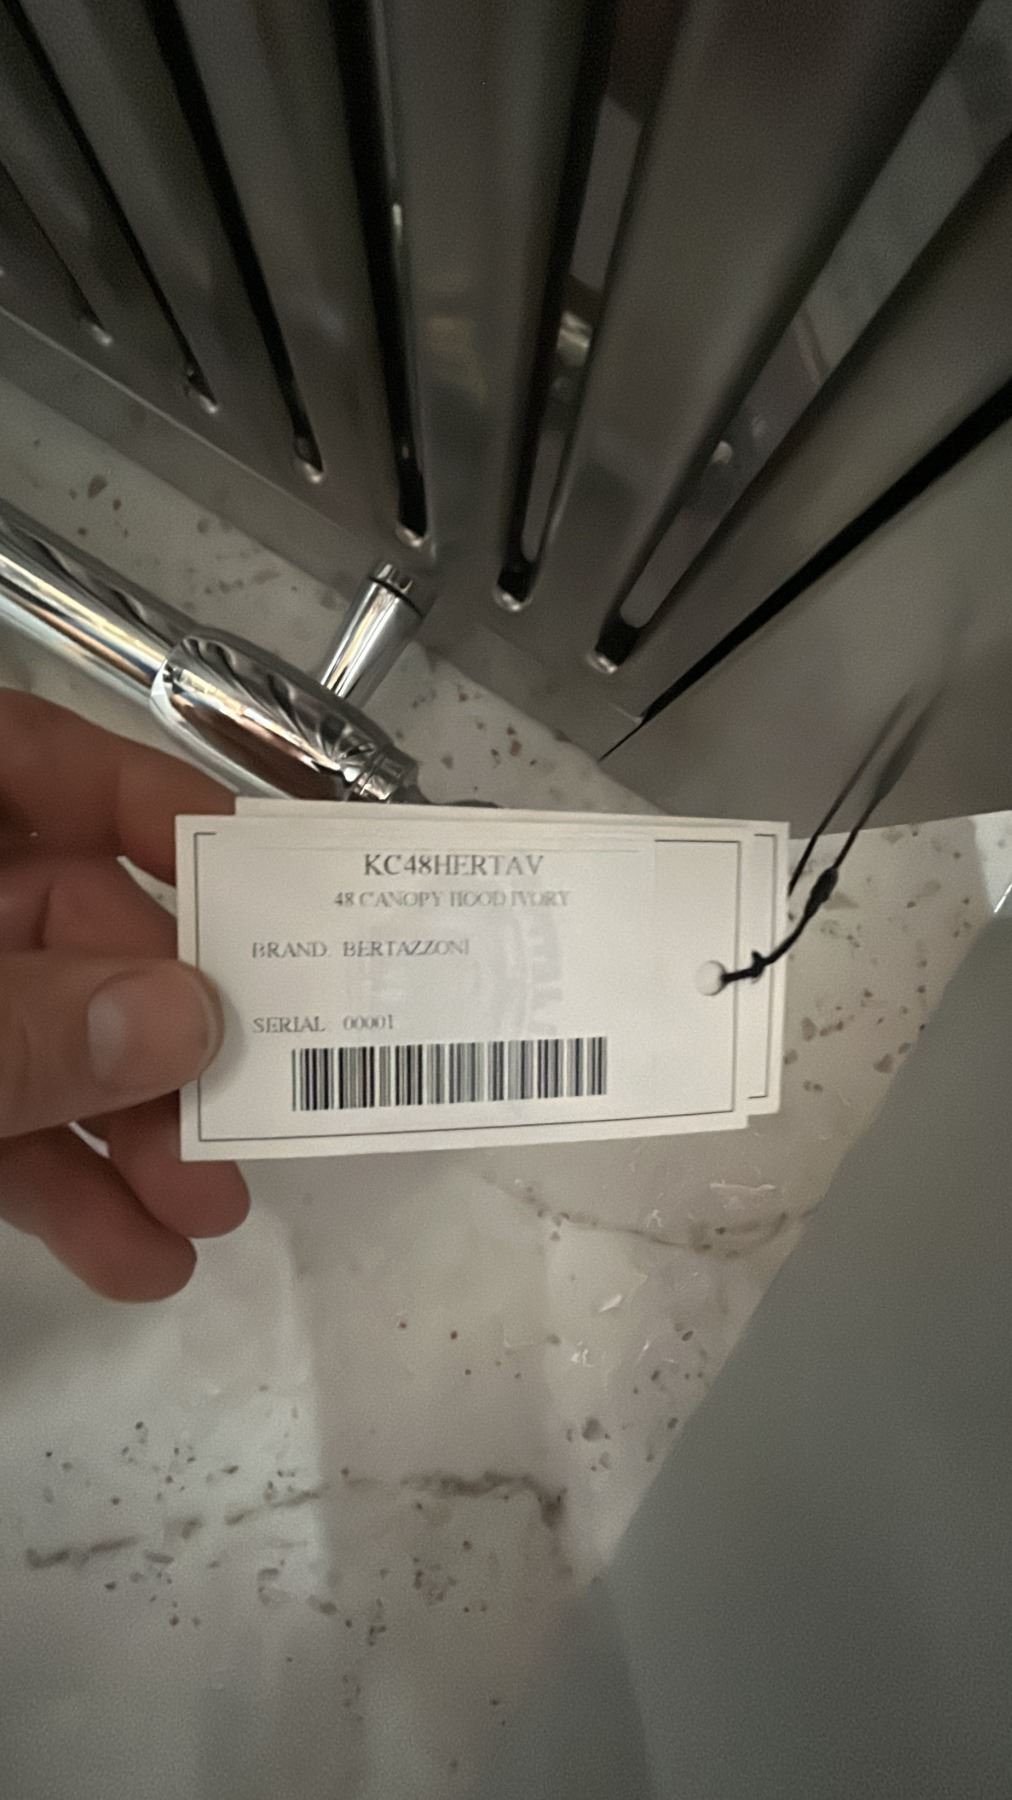 KC48HERTAV
48 CANOPY HOOD IVORY
BRAND: BERTAZZONI
SERIAL: 00001